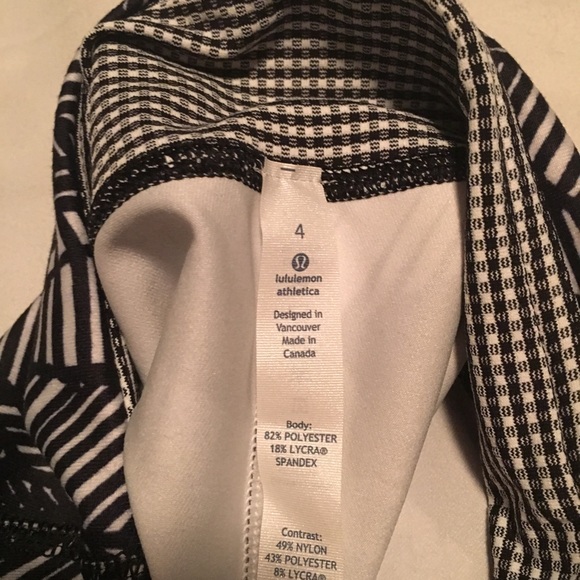 4
lululemon
athletica
Designed in
Vancouver
Made in
Canada
Body:
82% POLYESTER
18% LYCRA®
SPANDEX
Contrast:
49% NYLON
43% POLYESTER
8% LYCRA®